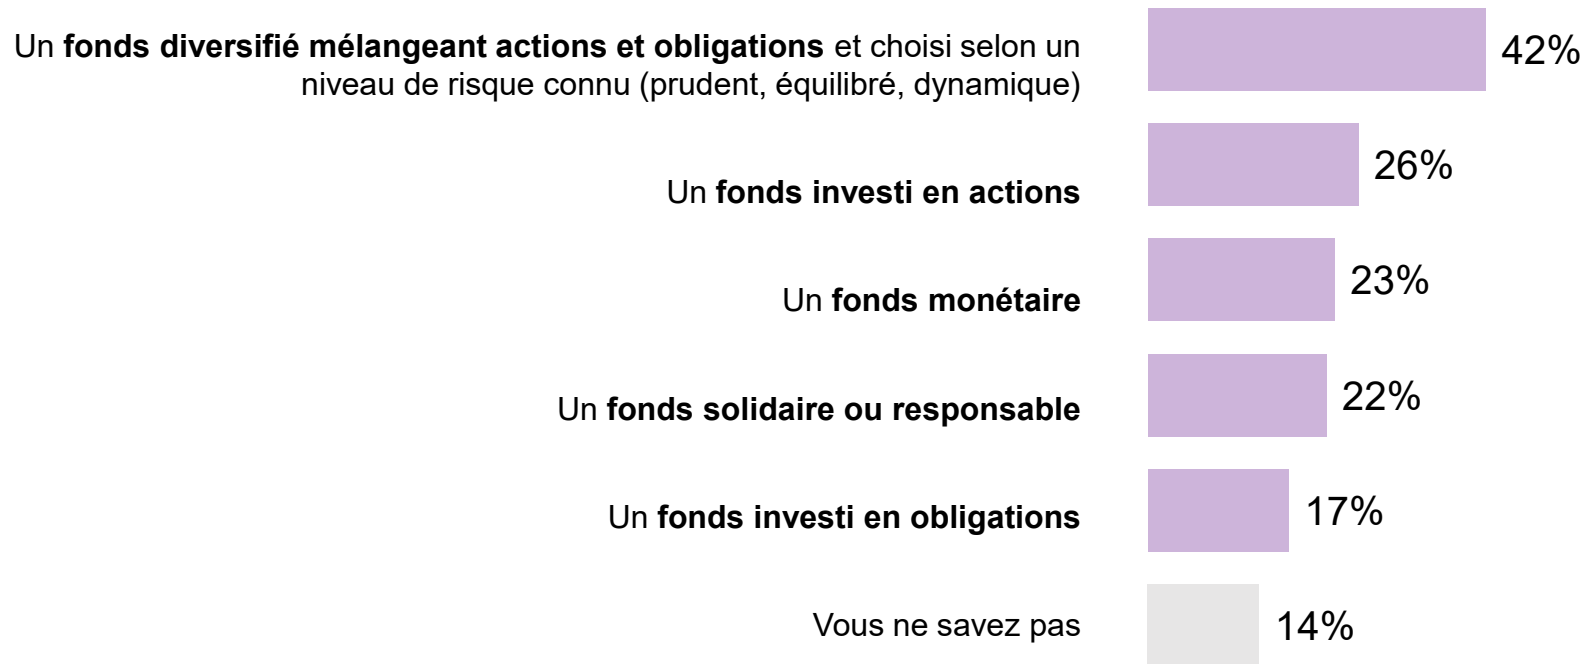 Un fonds diversifié mélangeant actions et obligations et choisi selon un
niveau de risque connu (prudent, équilibré, dynamique)
42%
Un fonds investi en actions
26%
Un fonds monétaire
23%
Un fonds solidaire ou responsable
22%
Un fonds investi en obligations
17%
Vous ne savez pas
14%